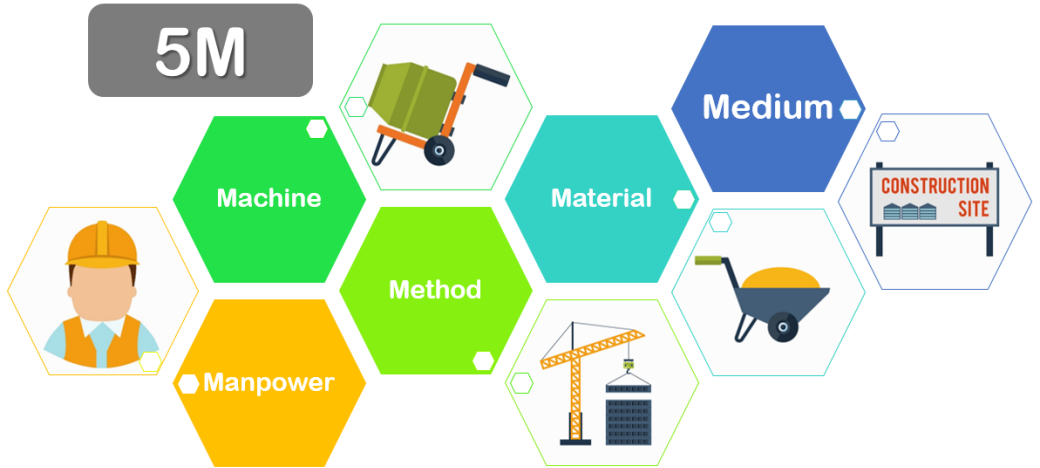 5M
Medium
Machine
Material
CONSTRUCTION
SITE
Method
Manpower